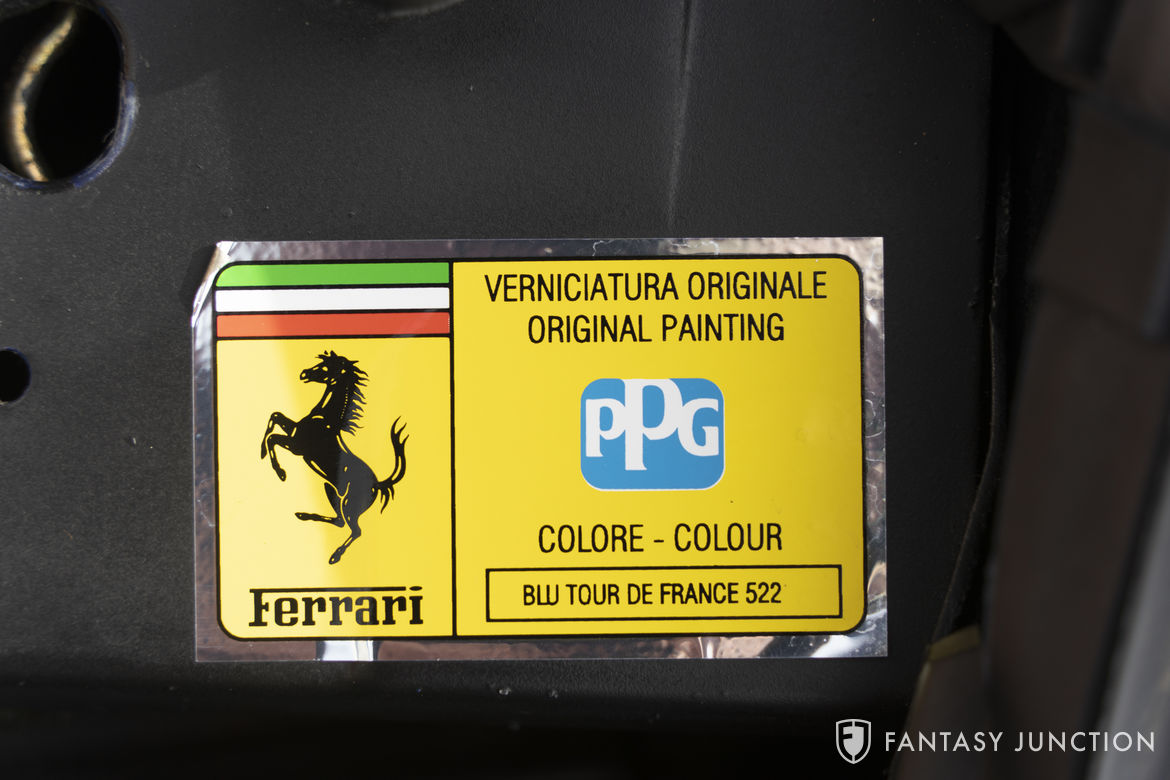 VERNICIATURA ORIGINALE
ORIGINAL PAINTING
PPG
COLORE - COLOUR
BLU TOUR DE FRANCE 522
Ferrari
FANTASY JUNCTION